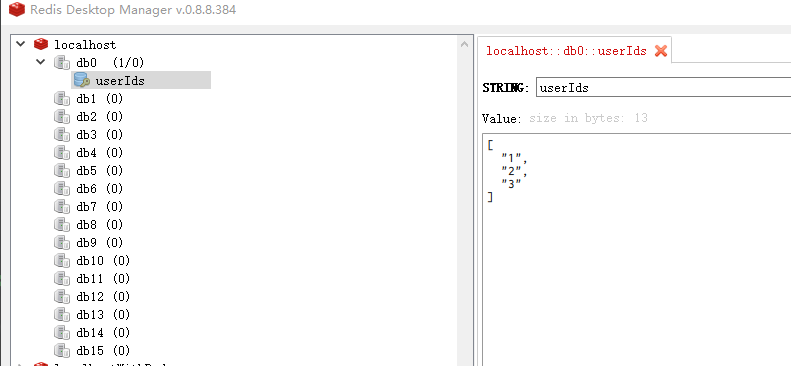 Redis Desktop Manager v.0.8.8.384
localhost
db0 (1/0)
userIds
db1 (0)
db2 (0)
db3 (0)
db4 (0)
db5 (0)
db6 (0)
db7 (0)
db8 (0)
db9 (0)
db10 (0)
db11 (0)
db12 (0)
db13 (0)
db14 (0)
db15 (0)
localhost::db0::userIds
STRING: userIds
Value: size in bytes: 13
[
"1",
"2",
"3"
]